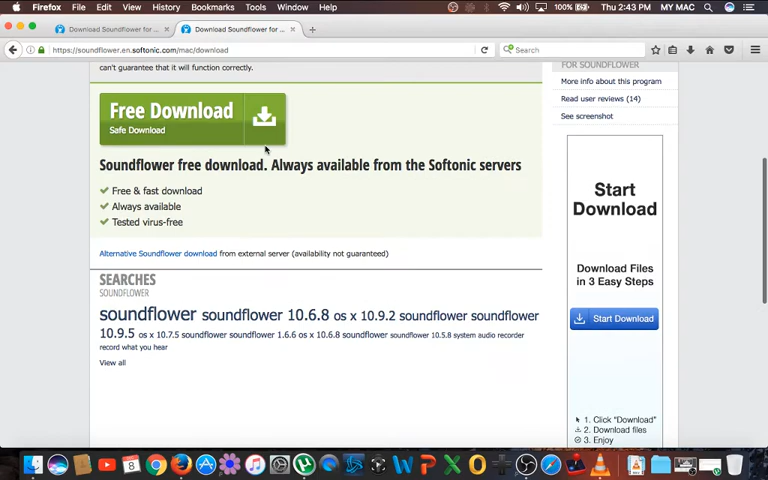 Firefox File Edit View History Bookmarks Tools Window Help 100% Thu 2:43 PM MY MAC
Download Soundflower for ... × Download Soundflower for ... × +
https://soundflower.en.softonic.com/mac/download Search
can't guarantee that it will function correctly.
Free Download
Safe Download
Soundflower free download. Always available from the Softonic servers
Free & fast download
Always available
Tested virus-free
Alternative Soundflower download from external server (availability not guaranteed)
SEARCHES
SOUNDFLOWER
soundflower soundflower 10.6.8 os x 10.9.2 soundflower soundflower
10.9.5 os x 10.7.5 soundflower soundflower 1.6.6 os x 10.6.8 soundflower soundflower 10.5.8 system audio recorder
record what you hear
View all
FOR SOUNDFLOWER
More info about this program
Read user reviews (14)
See screenshot
Start
Download
Download Files
in 3 Easy Steps
Start Download
1. Click "Download"
2. Download files
3. Enjoy
8